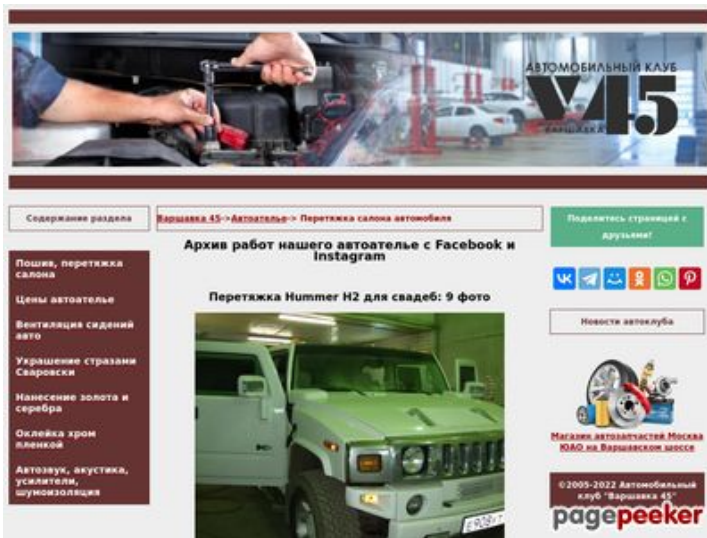 АВТОМОБИЛЬНЫЙ КЛУБ
V45
ВАРШАВКА
Содержание раздела
Пошив, перетяжка
салона
Цены автоателье
Вентиляция сидений
авто
Украшение стразами
Сваровски
Нанесение золота и
серебра
Оклейка хром
пленкой
Автозвук, акустика,
усилители,
шумоизоляция
Варшавка 45->Автоателье-> Перетяжка салона автомобиля
Архив работ нашего автоателье с Facebook и
Instagram
Перетяжка Hummer H2 для свадеб: 9 фото
Поделитесь страницей с
друзьями!
Новости автоклуба
Магазин автозапчастей Москва
ЮАО на Варшавском шоссе
©2005-2022 Автомобильный
клуб "Варшавка 45"
pagepeeker